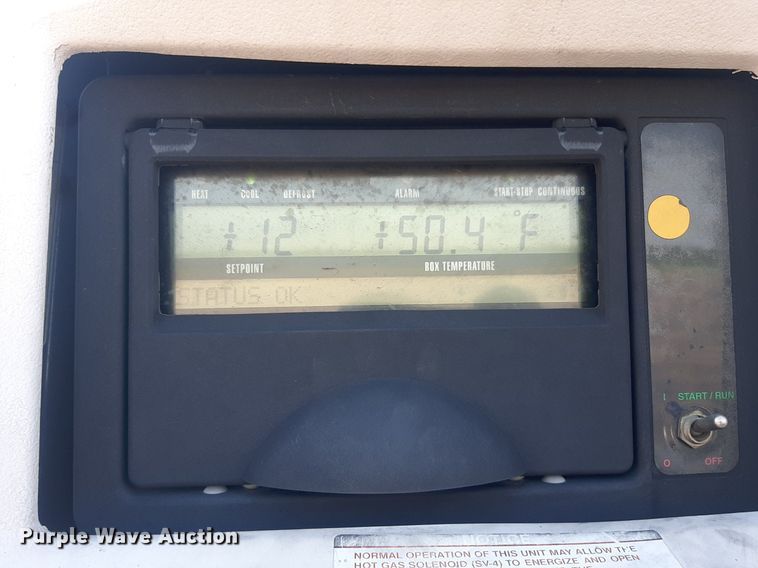 HEAT COOL DEFROST ALARM START-STOP CONTINUOUS
+12 +50.4 °F
SETPOINT BOX TEMPERATURE
STATUS OK
I START / RUN
O OFF
NOTICE
NORMAL OPERATION OF THIS UNIT MAY ALLOW THE
HOT GAS SOLENOID (SV-4) TO ENERGIZE AND OPEN
Purple Wave Auction